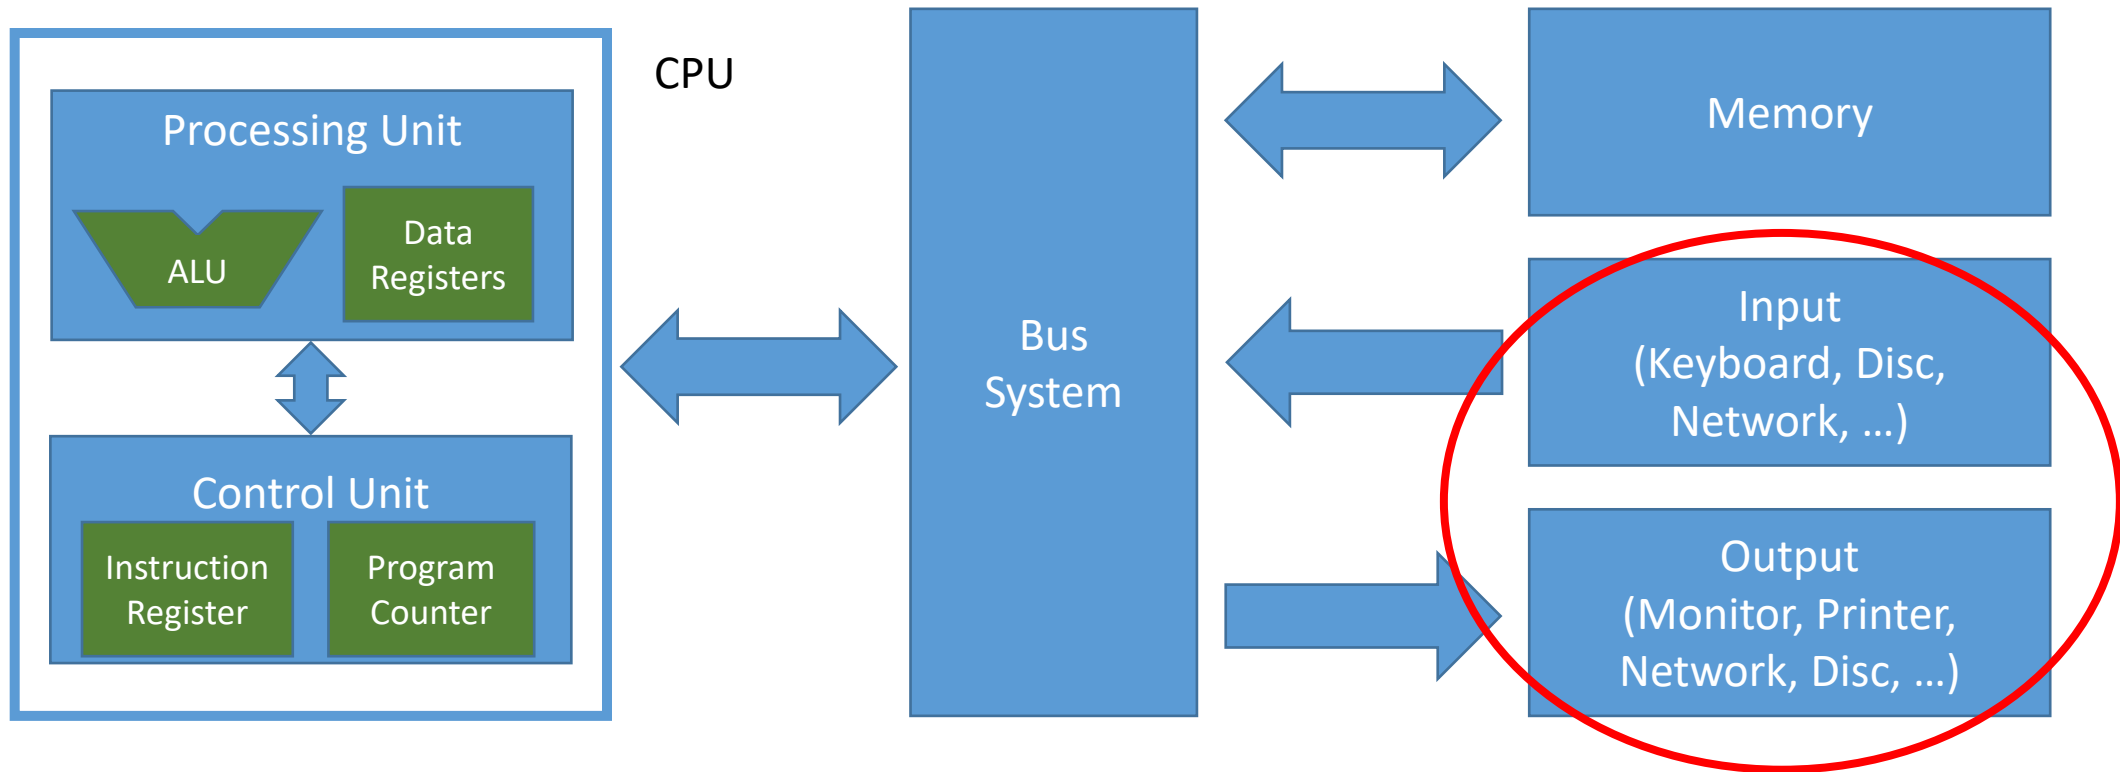 CPU
Processing Unit
ALU
Data
Registers
Control Unit
Instruction
Register
Program
Counter
Bus
System
Memory
Input
(Keyboard, Disc,
Network, …)
Output
(Monitor, Printer,
Network, Disc, …)